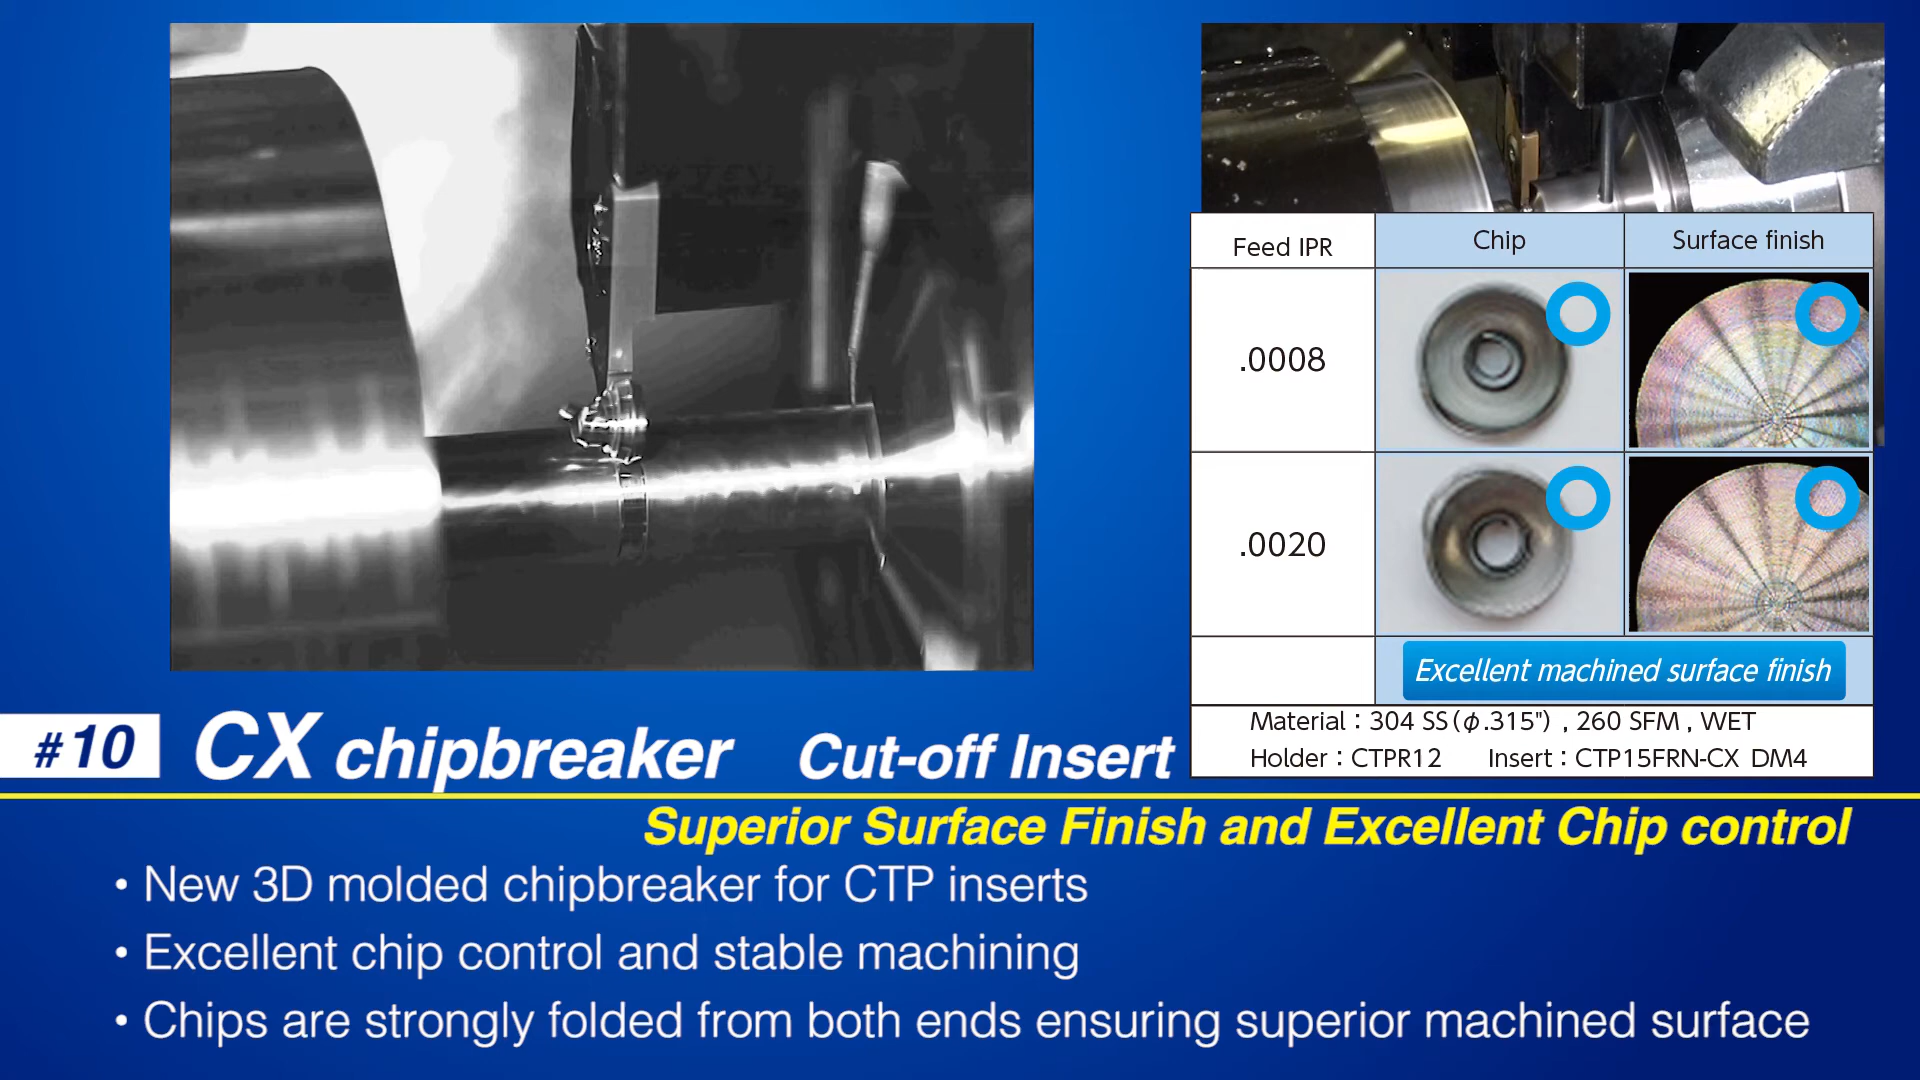 Feed IPR Chip Surface finish
.0008
.0020
Excellent machined surface finish
Material : 304 SS (φ.315") , 260 SFM , WET
Holder : CTPR12 Insert : CTP15FRN-CX DM4
#10 CX chipbreaker Cut-off Insert
Superior Surface Finish and Excellent Chip control
• New 3D molded chipbreaker for CTP inserts
• Excellent chip control and stable machining
• Chips are strongly folded from both ends ensuring superior machined surface